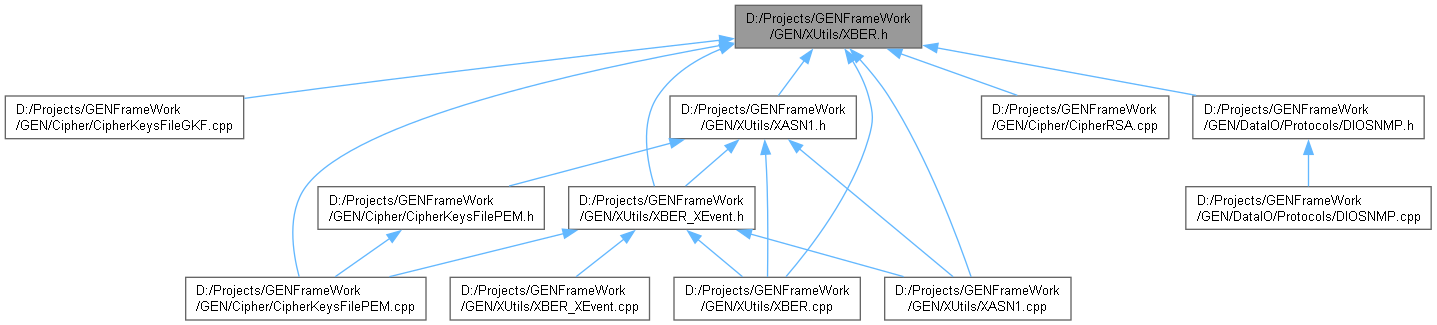 D:/Projects/GENFrameWork
/GEN/XUtils/XBER.h
D:/Projects/GENFrameWork
/GEN/Cipher/CipherKeysFileGKF.cpp
D:/Projects/GENFrameWork
/GEN/XUtils/XASN1.h
D:/Projects/GENFrameWork
/GEN/Cipher/CipherRSA.cpp
D:/Projects/GENFrameWork
/GEN/DataIO/Protocols/DIOSNMP.h
D:/Projects/GENFrameWork
/GEN/Cipher/CipherKeysFilePEM.h
D:/Projects/GENFrameWork
/GEN/XUtils/XBER_XEvent.h
D:/Projects/GENFrameWork
/GEN/DataIO/Protocols/DIOSNMP.cpp
D:/Projects/GENFrameWork
/GEN/Cipher/CipherKeysFilePEM.cpp
D:/Projects/GENFrameWork
/GEN/XUtils/XBER_XEvent.cpp
D:/Projects/GENFrameWork
/GEN/XUtils/XBER.cpp
D:/Projects/GENFrameWork
/GEN/XUtils/XASN1.cpp